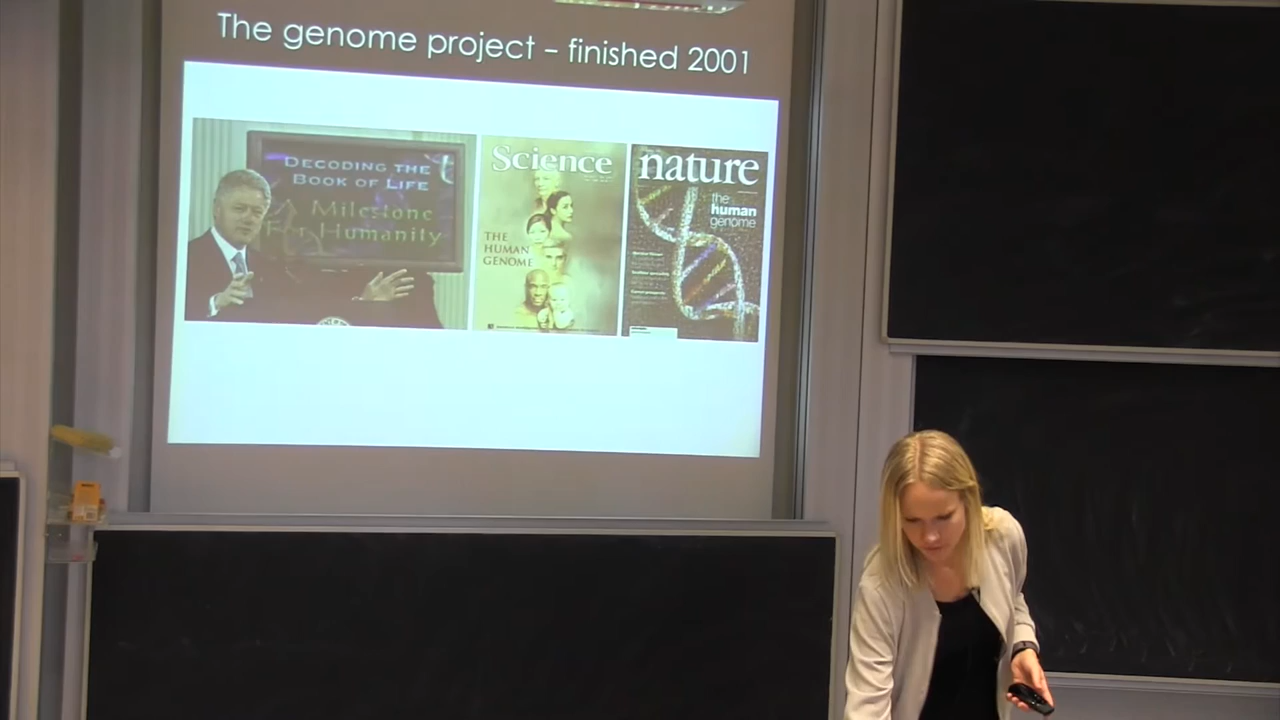 The genome project – finished 2001
Decoding the
Book of Life
A Milestone
For Humanity
Science
THE
HUMAN
GENOME
nature
the
human
genome